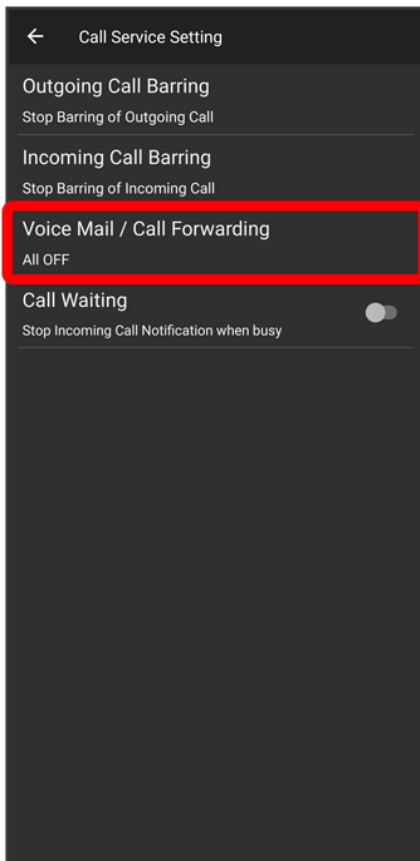 Call Service Setting
Outgoing Call Barring
Stop Barring of Outgoing Call
Incoming Call Barring
Stop Barring of Incoming Call
Voice Mail / Call Forwarding
All OFF
Call Waiting
Stop Incoming Call Notification when busy